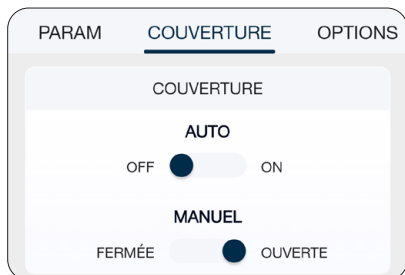 PARAM COUVERTURE OPTIONS
COUVERTURE
AUTO
OFF ON
MANUEL
FERMÉE OUVERTE